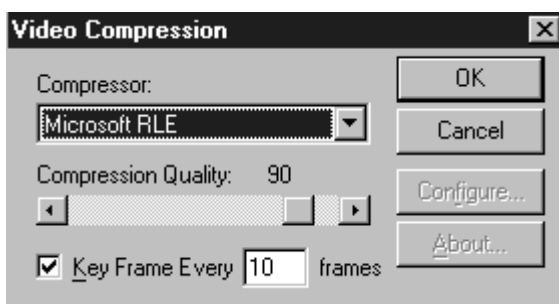 Video Compression
Compressor:
Microsoft RLE
Compression Quality: 90
Key Frame Every 10 frames
OK
Cancel
Configure...
About...